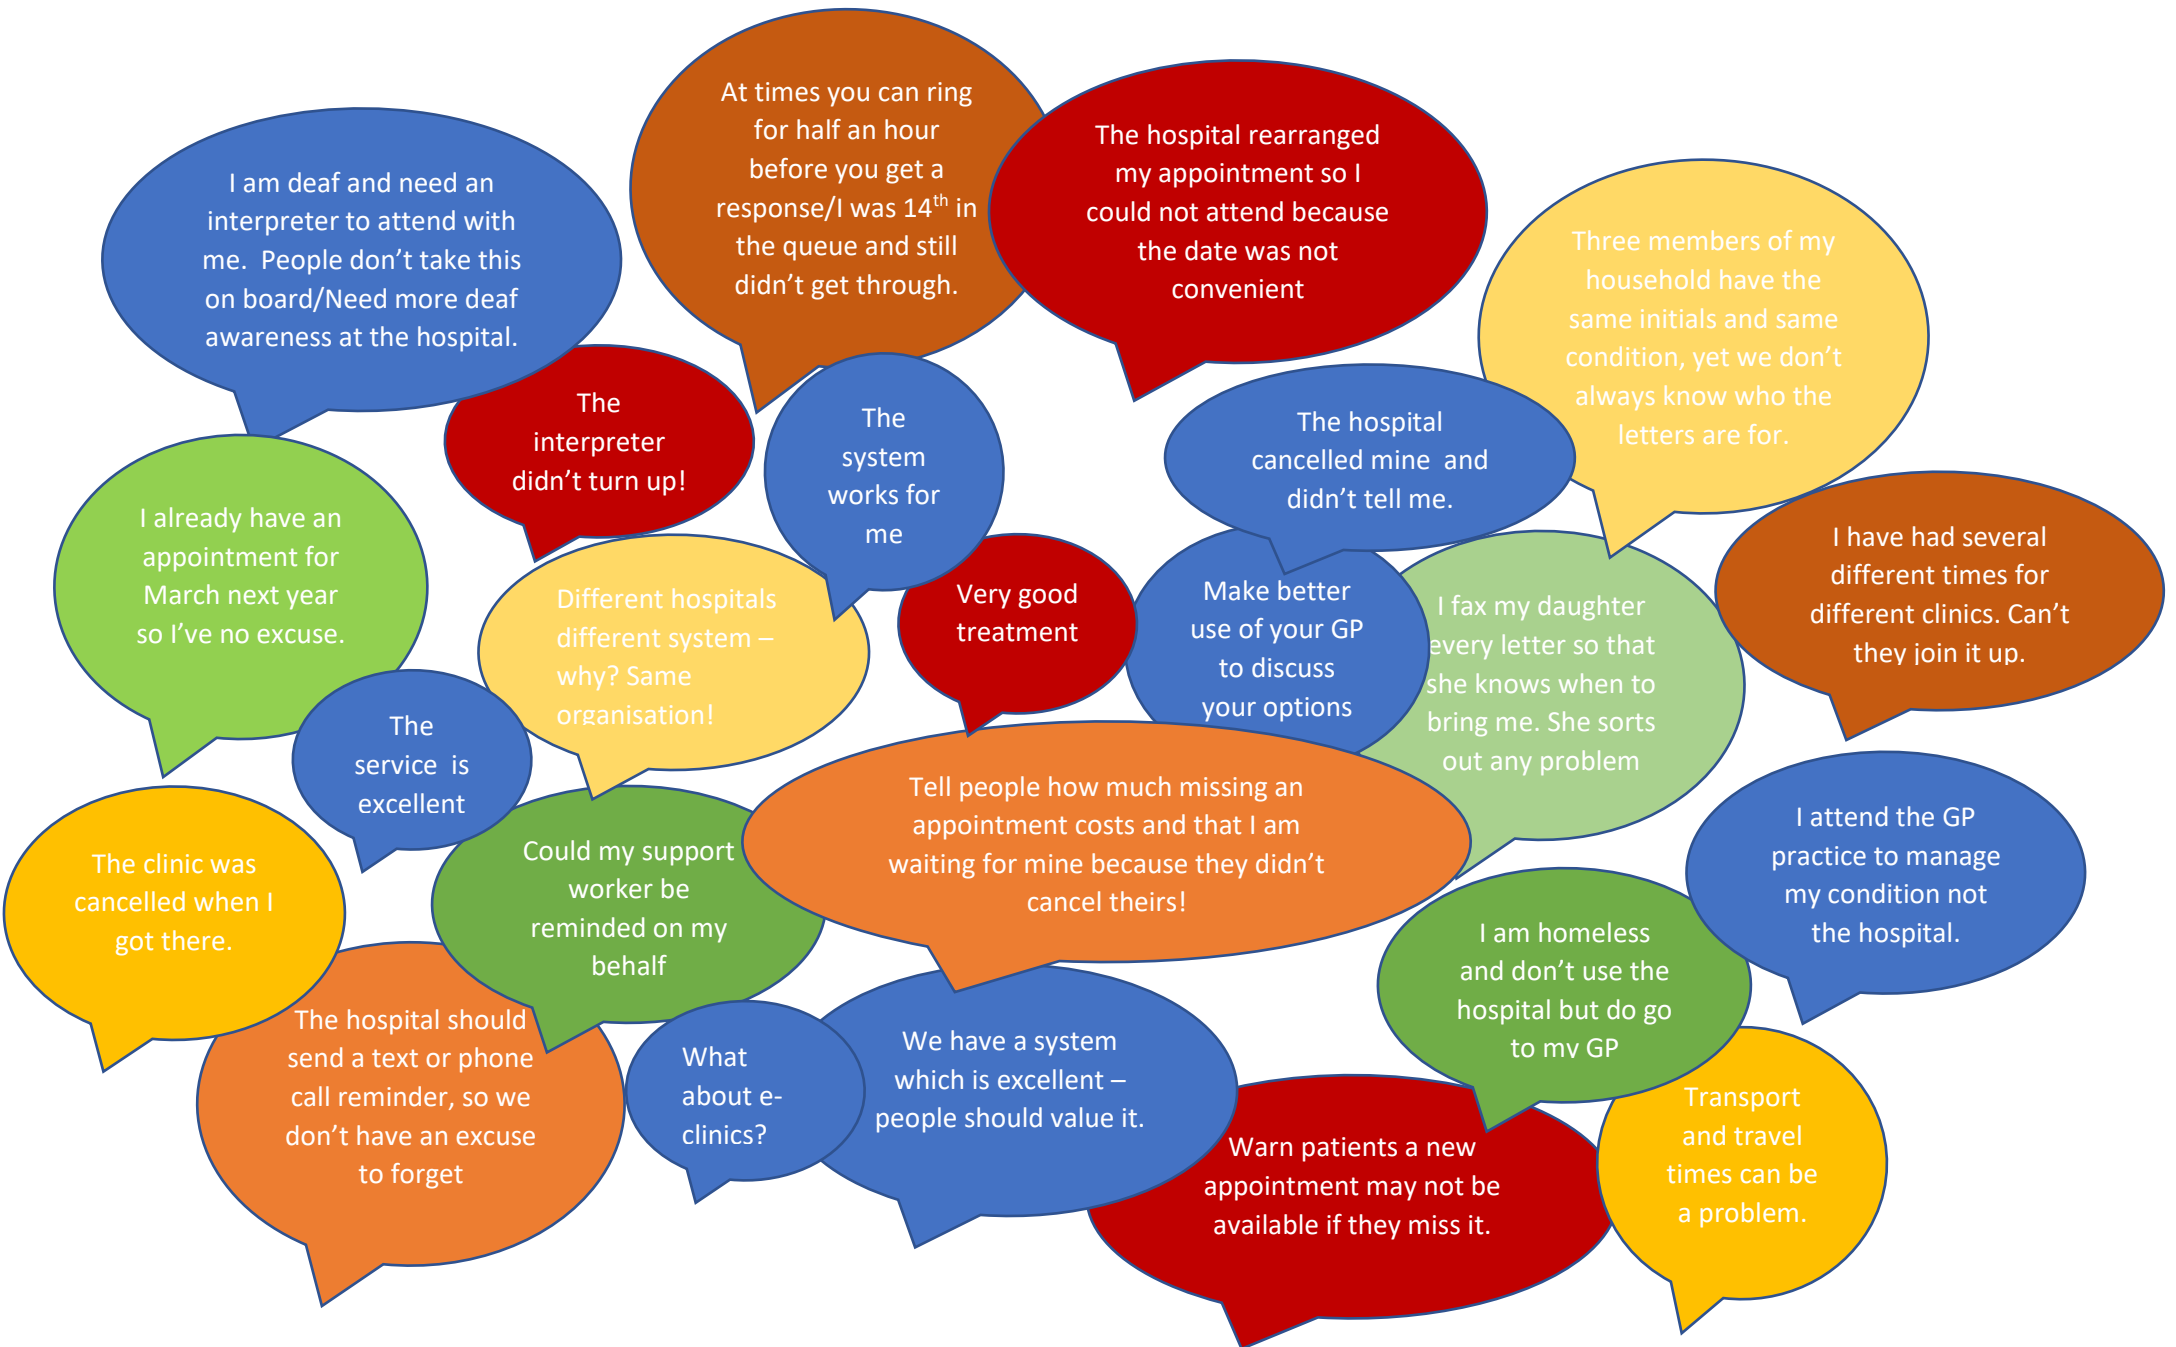 At times you can ring
for half an hour
before you get a
response/I was 14th in
the queue and still
didn’t get through.
The hospital rearranged
my appointment so I
could not attend because
the date was not
convenient
I am deaf and need an
interpreter to attend with
me.  People don’t take this
on board/Need more deaf
awareness at the hospital.
Three members of my
household have the
same initials and same
condition, yet we don’t
always know who the
letters are for.
The
interpreter
didn’t turn up!
The
system
works for
me
The hospital
cancelled mine  and
didn’t tell me.
I already have an
appointment for
March next year
so I’ve no excuse.
Different hospitals
different system –
why? Same
organisation!
Very good
treatment
Make better
use of your GP
to discuss
your options
I fax my daughter
every letter so that
she knows when to
bring me. She sorts
out any problem
I have had several
different times for
different clinics. Can’t
they join it up.
The
service  is
excellent
Tell people how much missing an
appointment costs and that I am
waiting for mine because they didn’t
cancel theirs!
I attend the GP
practice to manage
my condition not
the hospital.
The clinic was
cancelled when I
got there.
Could my support
worker be
reminded on my
behalf
I am homeless
and don’t use the
hospital but do go
to my GP
The hospital should
send a text or phone
call reminder, so we
don’t have an excuse
to forget
What
about e-
clinics?
We have a system
which is excellent –
people should value it.
Warn patients a new
appointment may not be
available if they miss it.
Transport
and travel
times can be
a problem.